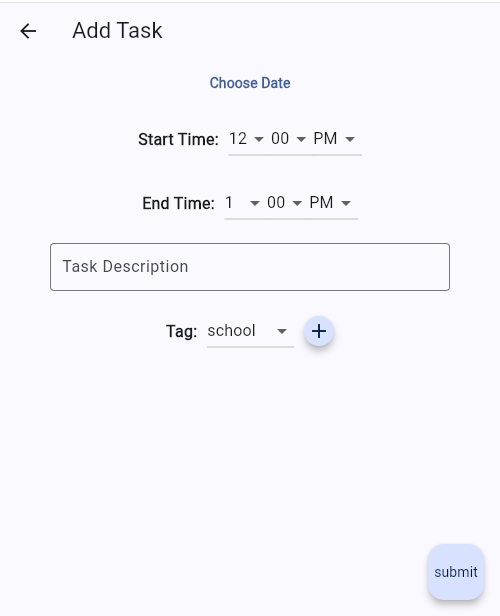 Add Task
Choose Date
Start Time: 12 00 PM
End Time: 1 00 PM
Task Description
Tag: school
submit